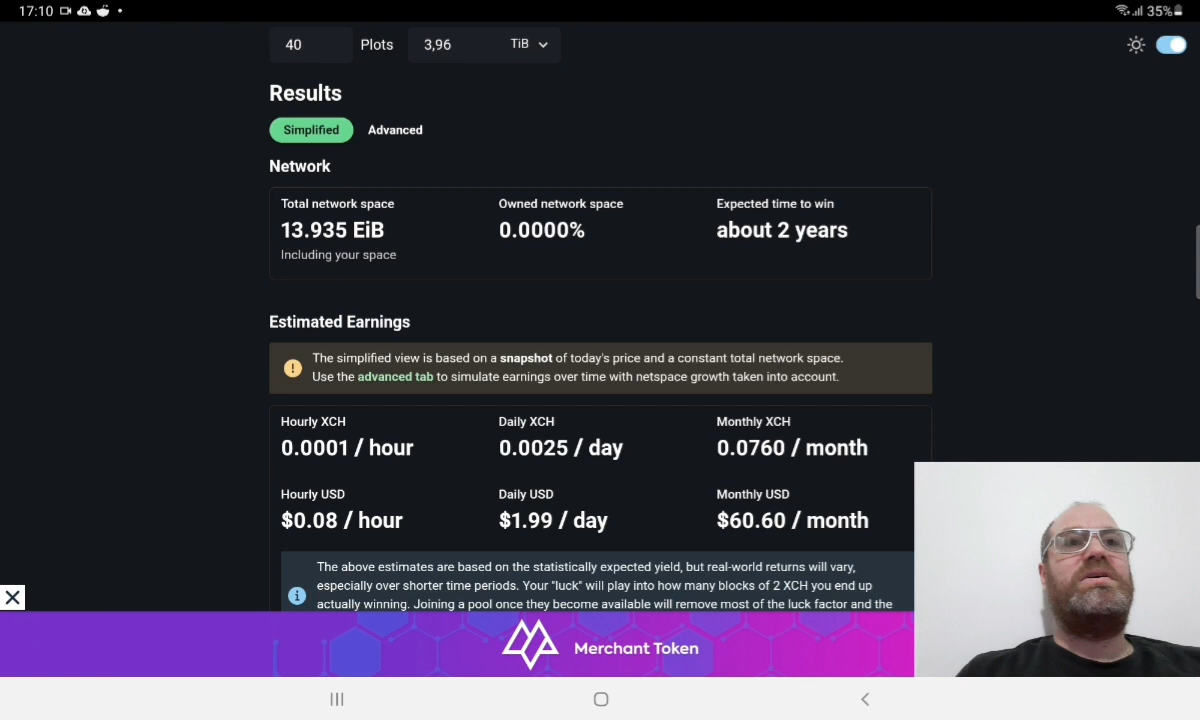 17:10
35%
40 Plots 3,96 TiB
Results
Simplified Advanced
Network
Total network space Owned network space Expected time to win
13.935 EiB 0.0000% about 2 years
Including your space
Estimated Earnings
The simplified view is based on a snapshot of today's price and a constant total network space.
Use the advanced tab to simulate earnings over time with netspace growth taken into account.
Hourly XCH Daily XCH Monthly XCH
0.0001 / hour 0.0025 / day 0.0760 / month
Hourly USD Daily USD Monthly USD
$0.08 / hour $1.99 / day $60.60 / month
The above estimates are based on the statistically expected yield, but real-world returns will vary,
especially over shorter time periods. Your "luck" will play into how many blocks of 2 XCH you end up
actually winning. Joining a pool once they become available will remove most of the luck factor and the
Merchant Token